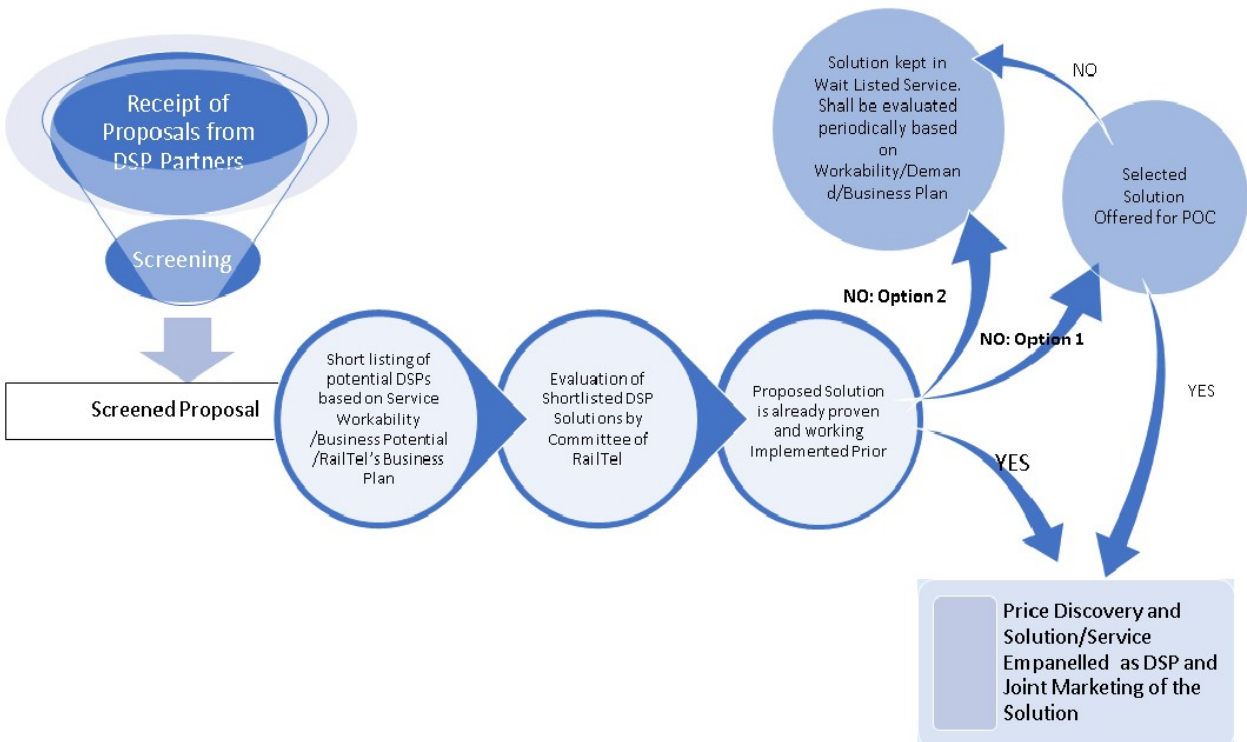 Receipt of
Proposals from
DSP Partners
Screening
Screened Proposal
Short listing of
potential DSPs
based on Service
Workability
/Business Potential
/RailTel's Business
Plan
Evaluation of
Shortlisted DSP
Solutions by
Committee of
RailTel
Proposed Solution
is already proven
and working
Implemented Prior
NO: Option 2
NO: Option 1
YES
Solution kept in
Wait Listed Service.
Shall be evaluated
periodically based
on
Workability/Deman
d/Business Plan
NO
Selected
Solution
Offered for POC
YES
Price Discovery and
Solution/Service
Empanelled as DSP and
Joint Marketing of the
Solution